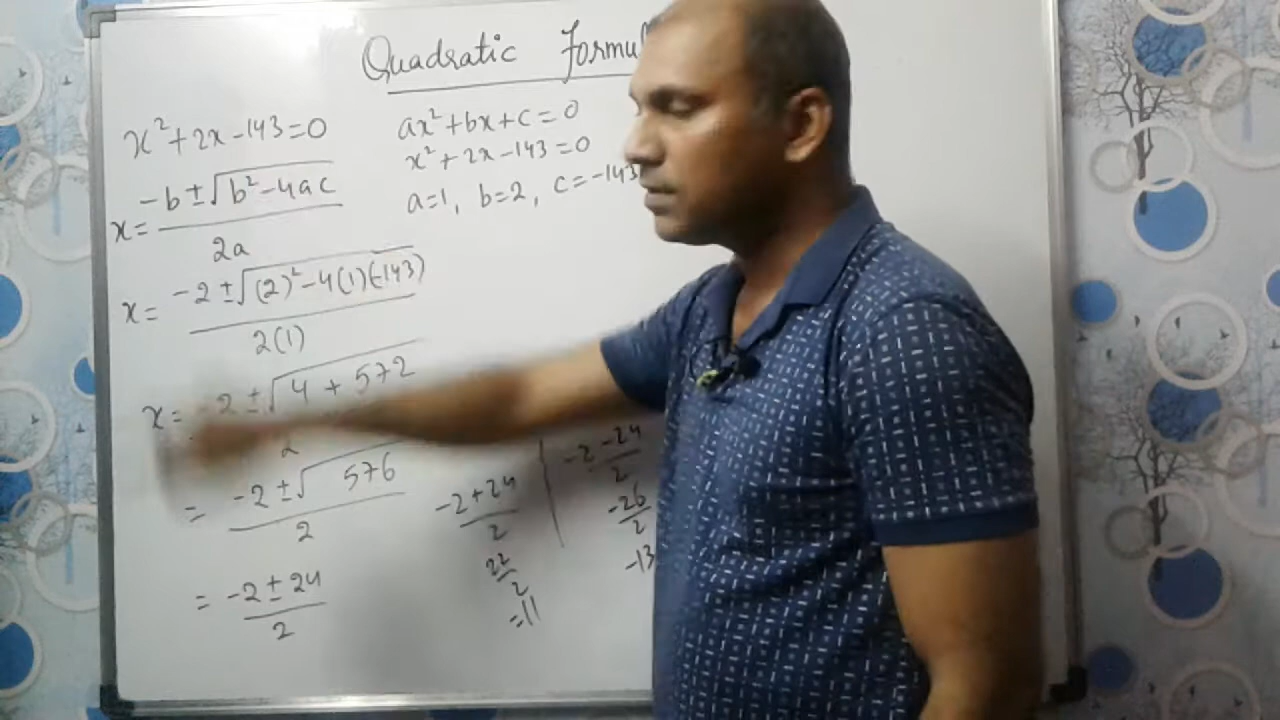 Quadratic Formul
x² + 2x - 143 = 0
x = (-b ± √(b² - 4ac)) / 2a
ax² + bx + c = 0
x² + 2x - 143 = 0
a = 1, b = 2, c = -143
x = (-2 ± √((2)² - 4(1)(-143))) / 2(1)
x = -2 ± √(4 + 572) / 2
= (-2 ± √576) / 2
= (-2 ± 24) / 2
(-2 + 24) / 2
22 / 2
= 11
(-2 - 24) / 2
-26 / 2
-13